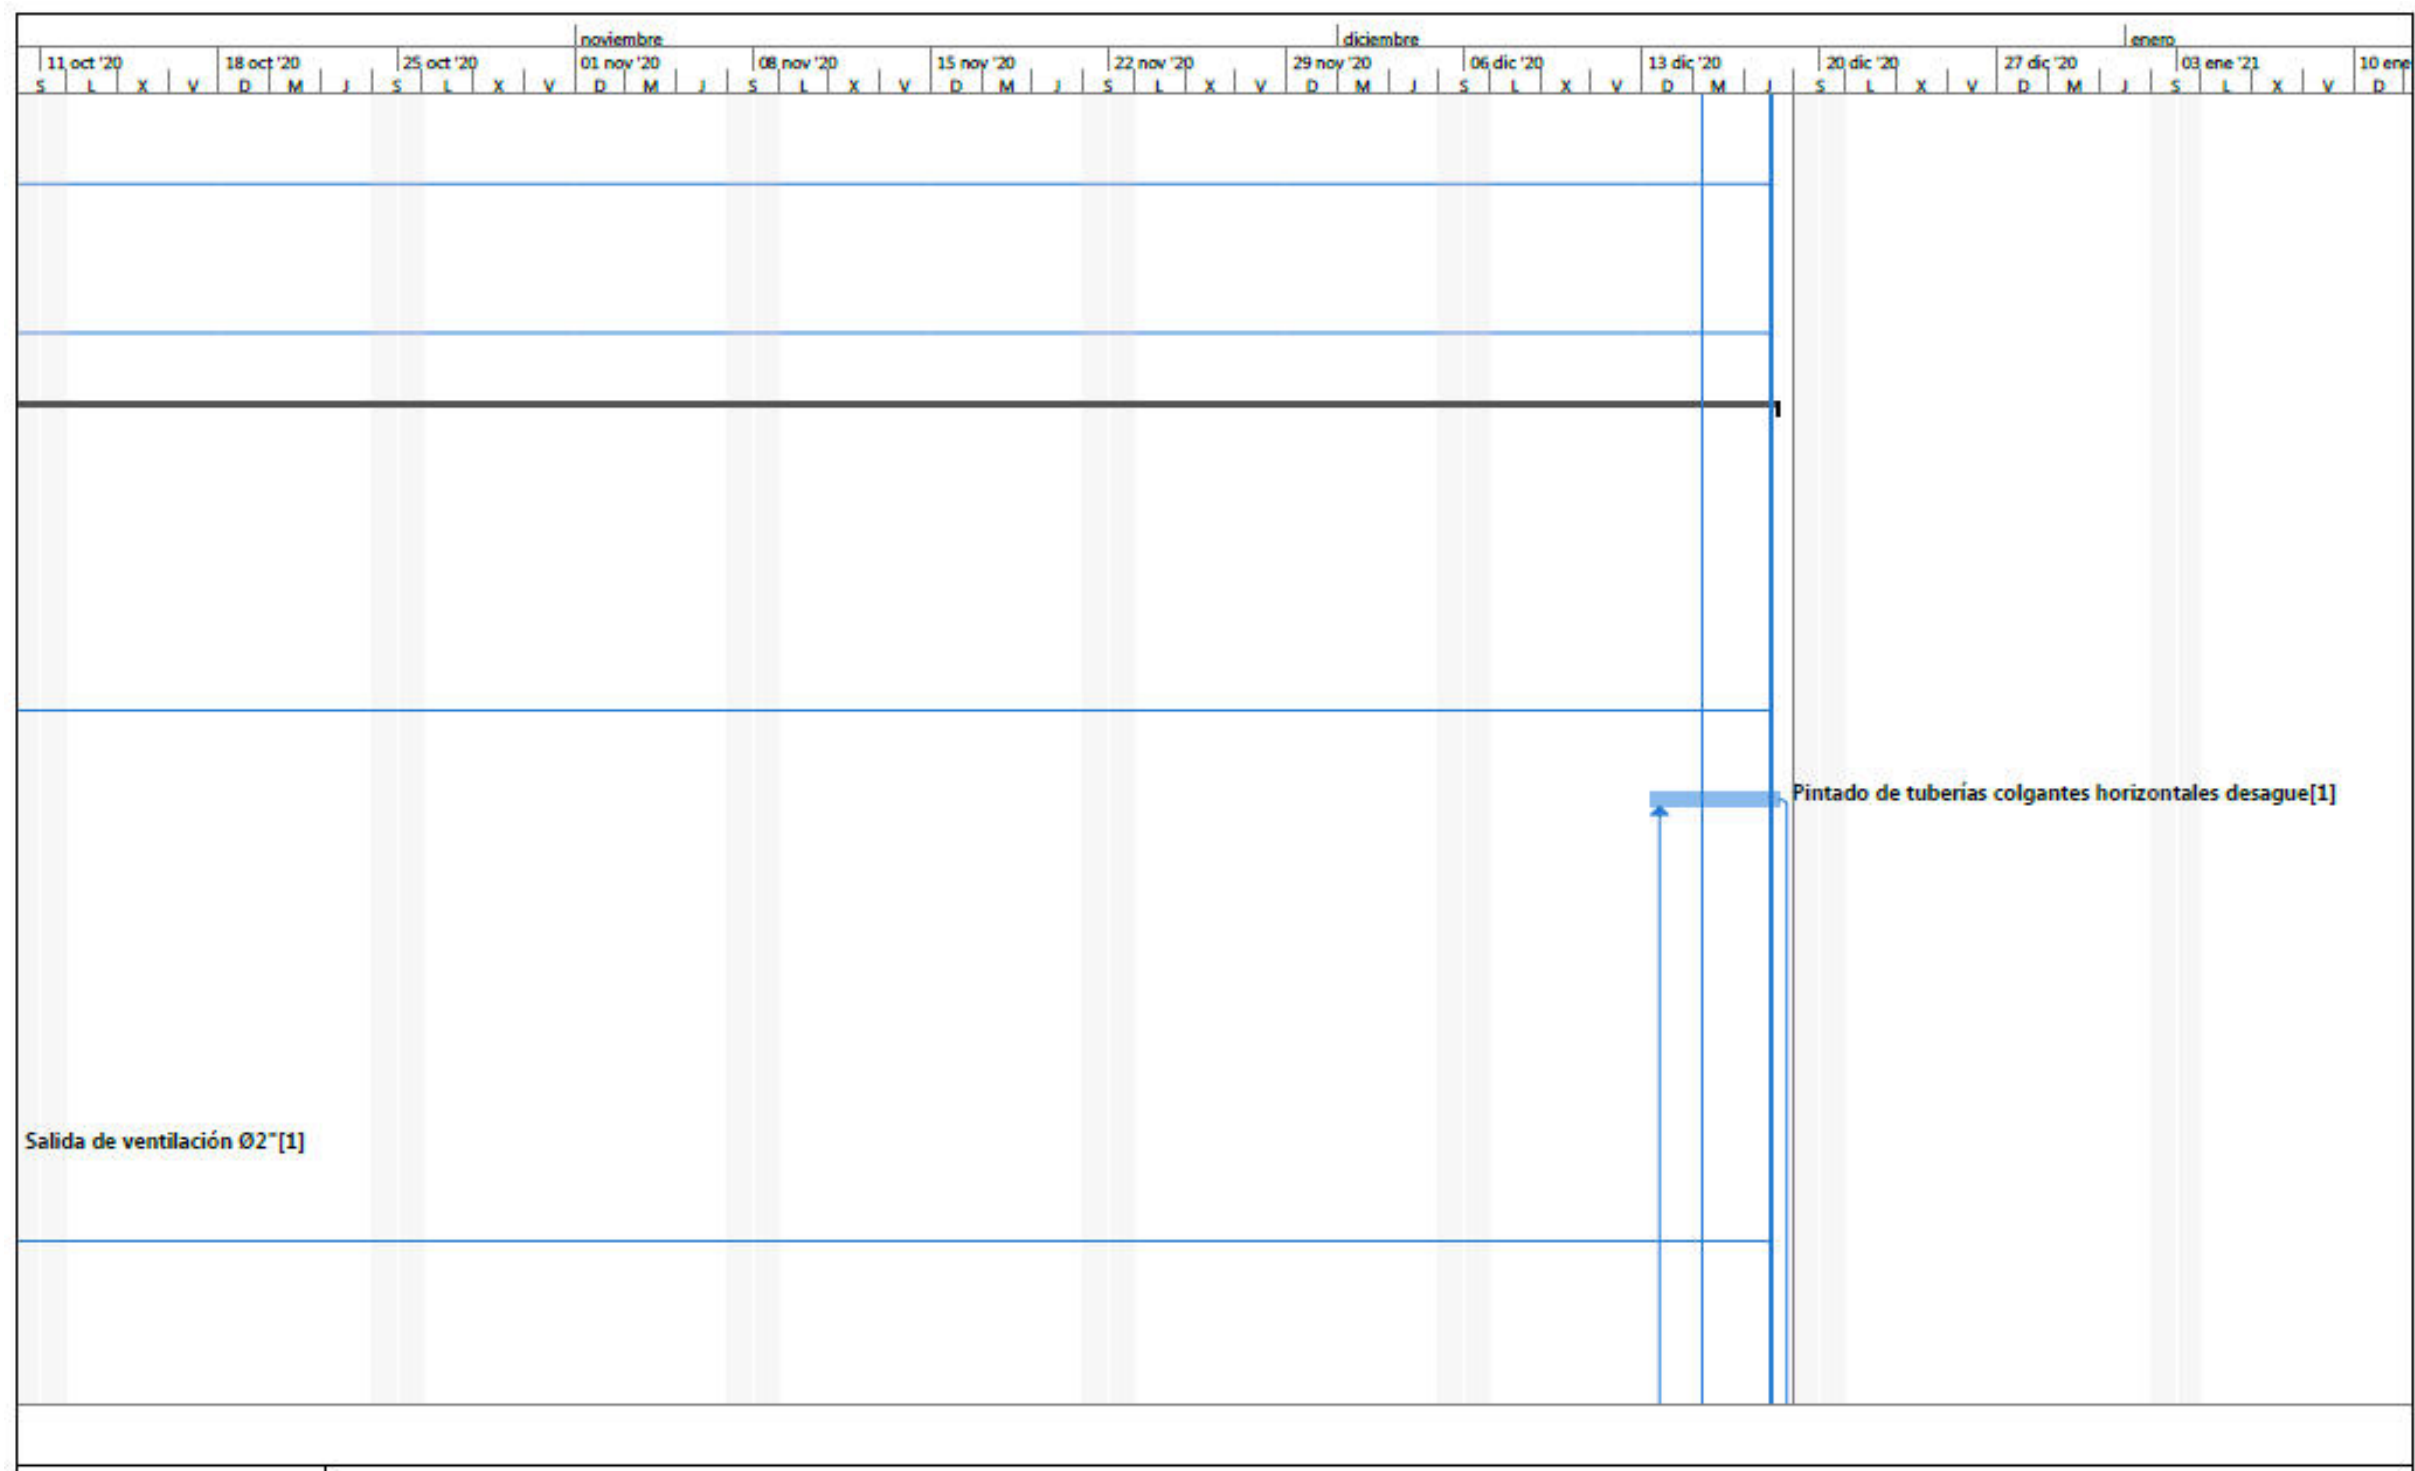 noviembre diciembre enero
11 oct '20 18 oct '20 25 oct '20 01 nov '20 08 nov '20 15 nov '20 22 nov '20 29 nov '20 06 dic '20 13 dic '20 20 dic '20 27 dic '20 03 ene '21 10 ene
S L X V D M J S L X V D M J S L X V D M J S L X V D M J S L X V D M J S L X V D M J S L X V D
Pintado de tuberías colgantes horizontales desague[1]
Salida de ventilación Ø2"[1]